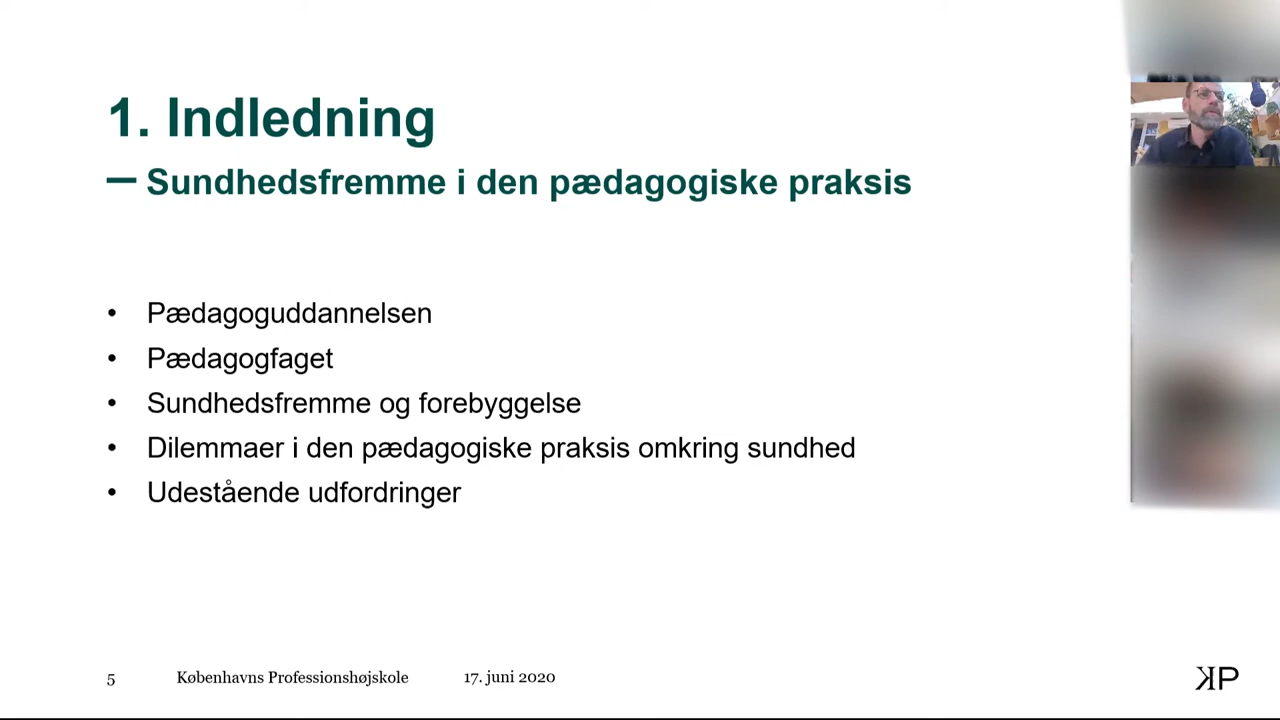 1. Indledning
— Sundhedsfremme i den pædagogiske praksis
• Pædagoguddannelsen
• Pædagogfaget
• Sundhedsfremme og forebyggelse
• Dilemmaer i den pædagogiske praksis omkring sundhed
• Udestående udfordringer
5 Københavns Professionshøjskole 17. juni 2020
KP